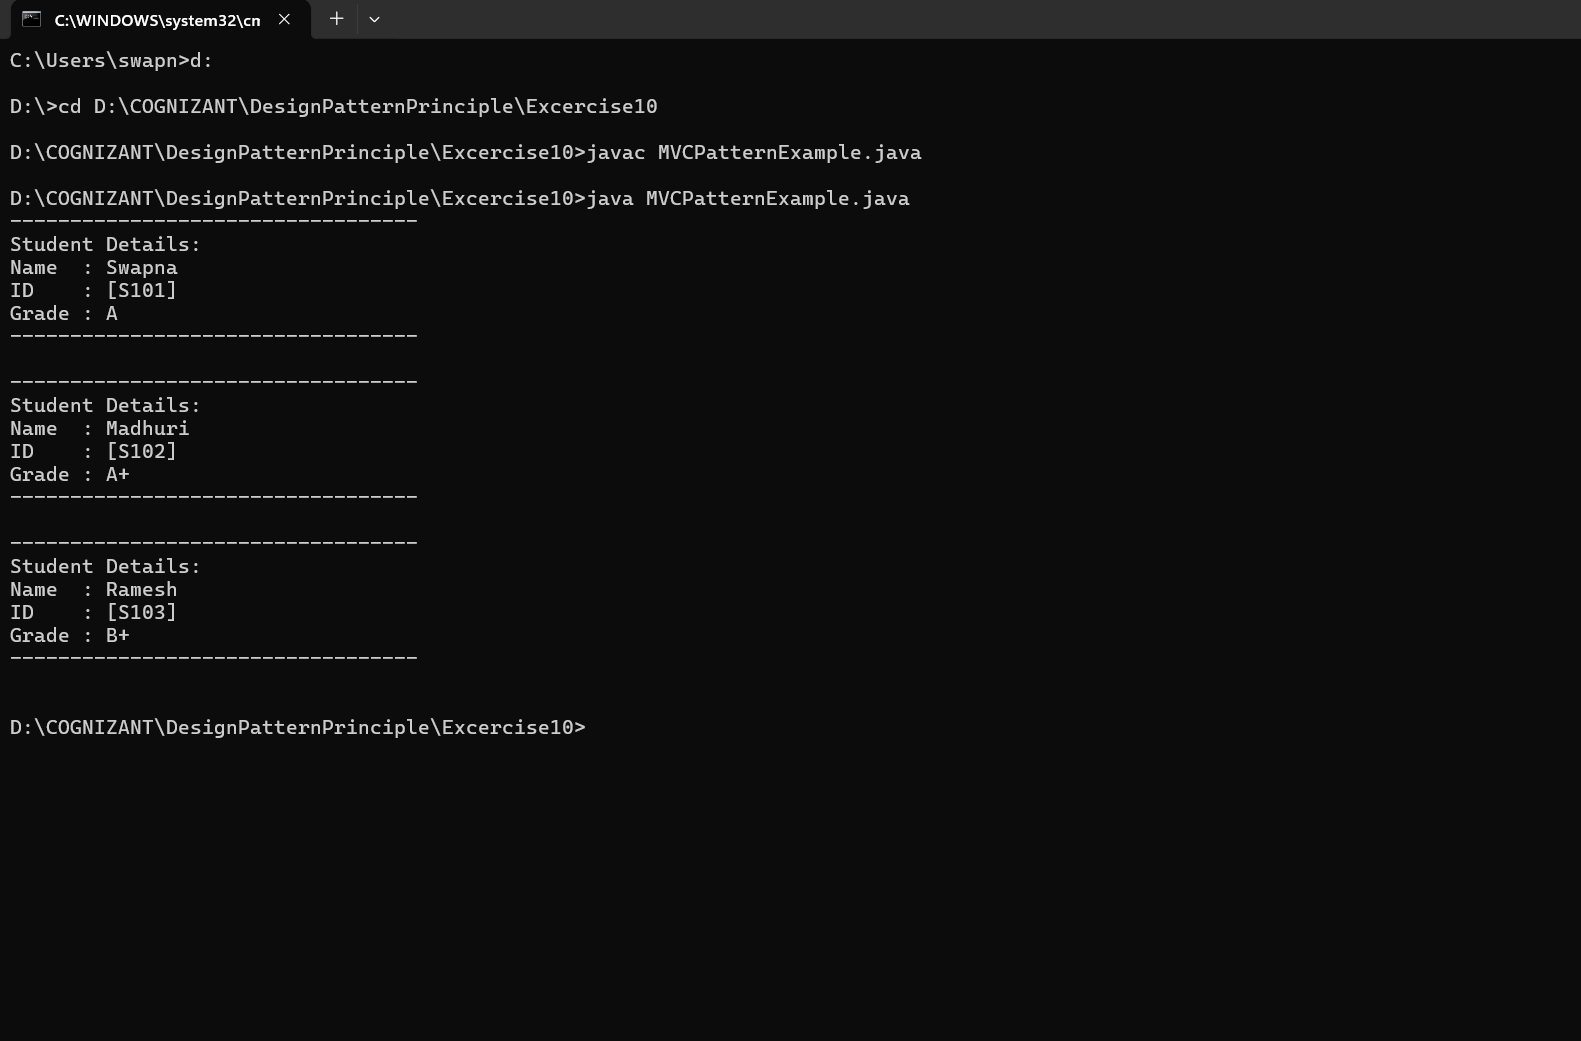 C:\WINDOWS\system32\cn
C:\Users\swapn>d:
D:\>cd D:\COGNIZANT\DesignPatternPrinciple\Excercise10
D:\COGNIZANT\DesignPatternPrinciple\Excercise10>javac MVCPatternExample.java
D:\COGNIZANT\DesignPatternPrinciple\Excercise10>java MVCPatternExample.java
----------------------------------
Student Details:
Name  : Swapna
ID    : [S101]
Grade : A
----------------------------------
----------------------------------
Student Details:
Name  : Madhuri
ID    : [S102]
Grade : A+
----------------------------------
----------------------------------
Student Details:
Name  : Ramesh
ID    : [S103]
Grade : B+
----------------------------------
D:\COGNIZANT\DesignPatternPrinciple\Excercise10>